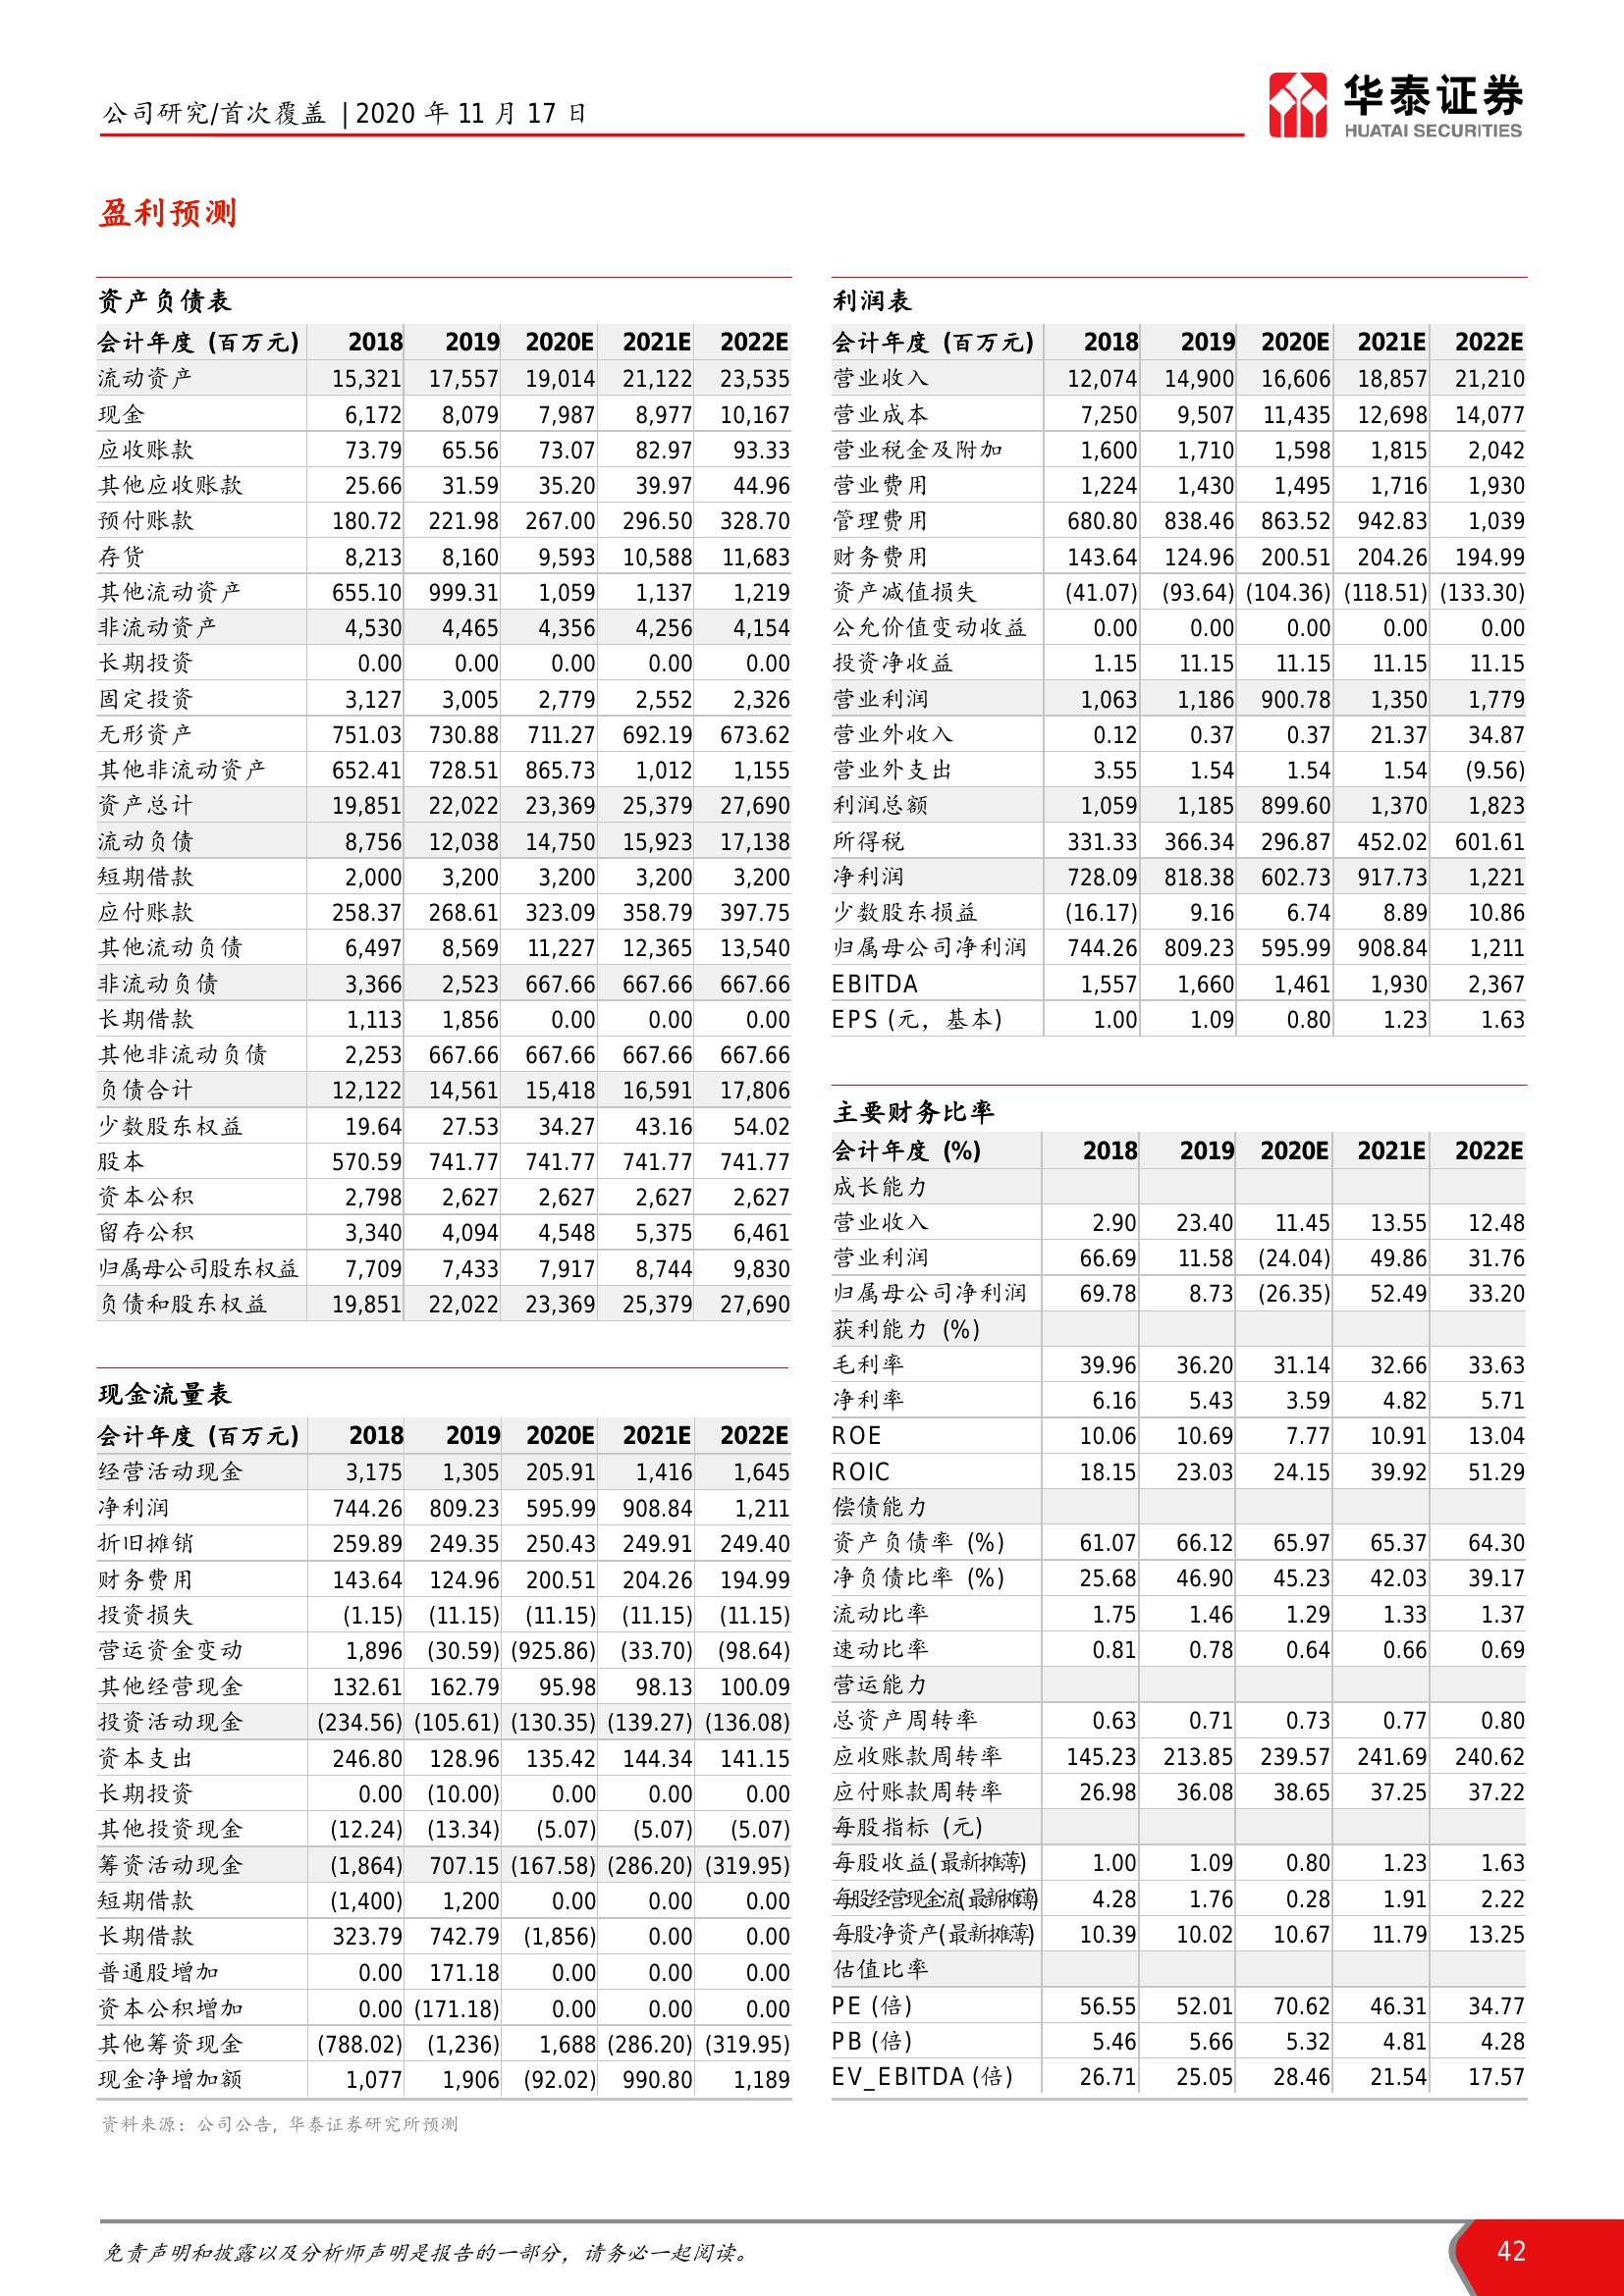 公司研究/首次覆盖 | 2020 年 11 月 17 日
华泰证券
HUATAI SECURITIES
盈利预测
资产负债表
会计年度 (百万元) 2018 2019 2020E 2021E 2022E
流动资产 15,321 17,557 19,014 21,122 23,535
现金 6,172 8,079 7,987 8,977 10,167
应收账款 73.79 65.56 73.07 82.97 93.33
其他应收账款 25.66 31.59 35.20 39.97 44.96
预付账款 180.72 221.98 267.00 296.50 328.70
存货 8,213 8,160 9,593 10,588 11,683
其他流动资产 655.10 999.31 1,059 1,137 1,219
非流动资产 4,530 4,465 4,356 4,256 4,154
长期投资 0.00 0.00 0.00 0.00 0.00
固定投资 3,127 3,005 2,779 2,552 2,326
无形资产 751.03 730.88 711.27 692.19 673.62
其他非流动资产 652.41 728.51 865.73 1,012 1,155
资产总计 19,851 22,022 23,369 25,379 27,690
流动负债 8,756 12,038 14,750 15,923 17,138
短期借款 2,000 3,200 3,200 3,200 3,200
应付账款 258.37 268.61 323.09 358.79 397.75
其他流动负债 6,497 8,569 11,227 12,365 13,540
非流动负债 3,366 2,523 667.66 667.66 667.66
长期借款 1,113 1,856 0.00 0.00 0.00
其他非流动负债 2,253 667.66 667.66 667.66 667.66
负债合计 12,122 14,561 15,418 16,591 17,806
少数股东权益 19.64 27.53 34.27 43.16 54.02
股本 570.59 741.77 741.77 741.77 741.77
资本公积 2,798 2,627 2,627 2,627 2,627
留存公积 3,340 4,094 4,548 5,375 6,461
归属母公司股东权益 7,709 7,433 7,917 8,744 9,830
负债和股东权益 19,851 22,022 23,369 25,379 27,690
现金流量表
会计年度 (百万元) 2018 2019 2020E 2021E 2022E
经营活动现金 3,175 1,305 205.91 1,416 1,645
净利润 744.26 809.23 595.99 908.84 1,211
折旧摊销 259.89 249.35 250.43 249.91 249.40
财务费用 143.64 124.96 200.51 204.26 194.99
投资损失 (1.15) (11.15) (11.15) (11.15) (11.15)
营运资金变动 1,896 (30.59) (925.86) (33.70) (98.64)
其他经营现金 132.61 162.79 95.98 98.13 100.09
投资活动现金 (234.56) (105.61) (130.35) (139.27) (136.08)
资本支出 246.80 128.96 135.42 144.34 141.15
长期投资 0.00 (10.00) 0.00 0.00 0.00
其他投资现金 (12.24) (13.34) (5.07) (5.07) (5.07)
筹资活动现金 (1,864) 707.15 (167.58) (286.20) (319.95)
短期借款 (1,400) 1,200 0.00 0.00 0.00
长期借款 323.79 742.79 (1,856) 0.00 0.00
普通股增加 0.00 171.18 0.00 0.00 0.00
资本公积增加 0.00 (171.18) 0.00 0.00 0.00
其他筹资现金 (788.02) (1,236) 1,688 (286.20) (319.95)
现金净增加额 1,077 1,906 (92.02) 990.80 1,189
资料来源：公司公告, 华泰证券研究所预测
利润表
会计年度 (百万元) 2018 2019 2020E 2021E 2022E
营业收入 12,074 14,900 16,606 18,857 21,210
营业成本 7,250 9,507 11,435 12,698 14,077
营业税金及附加 1,600 1,710 1,598 1,815 2,042
营业费用 1,224 1,430 1,495 1,716 1,930
管理费用 680.80 838.46 863.52 942.83 1,039
财务费用 143.64 124.96 200.51 204.26 194.99
资产减值损失 (41.07) (93.64) (104.36) (118.51) (133.30)
公允价值变动收益 0.00 0.00 0.00 0.00 0.00
投资净收益 1.15 11.15 11.15 11.15 11.15
营业利润 1,063 1,186 900.78 1,350 1,779
营业外收入 0.12 0.37 0.37 21.37 34.87
营业外支出 3.55 1.54 1.54 1.54 (9.56)
利润总额 1,059 1,185 899.60 1,370 1,823
所得税 331.33 366.34 296.87 452.02 601.61
净利润 728.09 818.38 602.73 917.73 1,221
少数股东损益 (16.17) 9.16 6.74 8.89 10.86
归属母公司净利润 744.26 809.23 595.99 908.84 1,211
EBITDA 1,557 1,660 1,461 1,930 2,367
EPS (元，基本) 1.00 1.09 0.80 1.23 1.63
主要财务比率
会计年度 (%) 2018 2019 2020E 2021E 2022E
成长能力
营业收入 2.90 23.40 11.45 13.55 12.48
营业利润 66.69 11.58 (24.04) 49.86 31.76
归属母公司净利润 69.78 8.73 (26.35) 52.49 33.20
获利能力 (%)
毛利率 39.96 36.20 31.14 32.66 33.63
净利率 6.16 5.43 3.59 4.82 5.71
ROE 10.06 10.69 7.77 10.91 13.04
ROIC 18.15 23.03 24.15 39.92 51.29
偿债能力
资产负债率 (%) 61.07 66.12 65.97 65.37 64.30
净负债比率 (%) 25.68 46.90 45.23 42.03 39.17
流动比率 1.75 1.46 1.29 1.33 1.37
速动比率 0.81 0.78 0.64 0.66 0.69
营运能力
总资产周转率 0.63 0.71 0.73 0.77 0.80
应收账款周转率 145.23 213.85 239.57 241.69 240.62
应付账款周转率 26.98 36.08 38.65 37.25 37.22
每股指标 (元)
每股收益(最新摊薄) 1.00 1.09 0.80 1.23 1.63
每股经营现金流(最新摊薄) 4.28 1.76 0.28 1.91 2.22
每股净资产(最新摊薄) 10.39 10.02 10.67 11.79 13.25
估值比率
PE (倍) 56.55 52.01 70.62 46.31 34.77
PB (倍) 5.46 5.66 5.32 4.81 4.28
EV_EBITDA (倍) 26.71 25.05 28.46 21.54 17.57
免责声明和披露以及分析师声明是报告的一部分，请务必一起阅读。
42